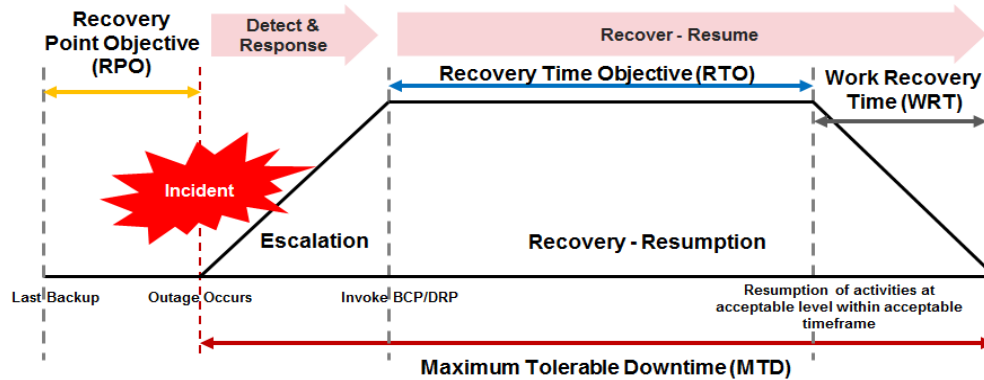 Recovery
Point Objective
(RPO)
Detect &
Response
Recover - Resume
Recovery Time Objective (RTO)
Work Recovery
Time (WRT)
Incident
Escalation
Recovery - Resumption
Last Backup
Outage Occurs
Invoke BCP/DRP
Resumption of activities at
acceptable level within acceptable
timeframe
Maximum Tolerable Downtime (MTD)